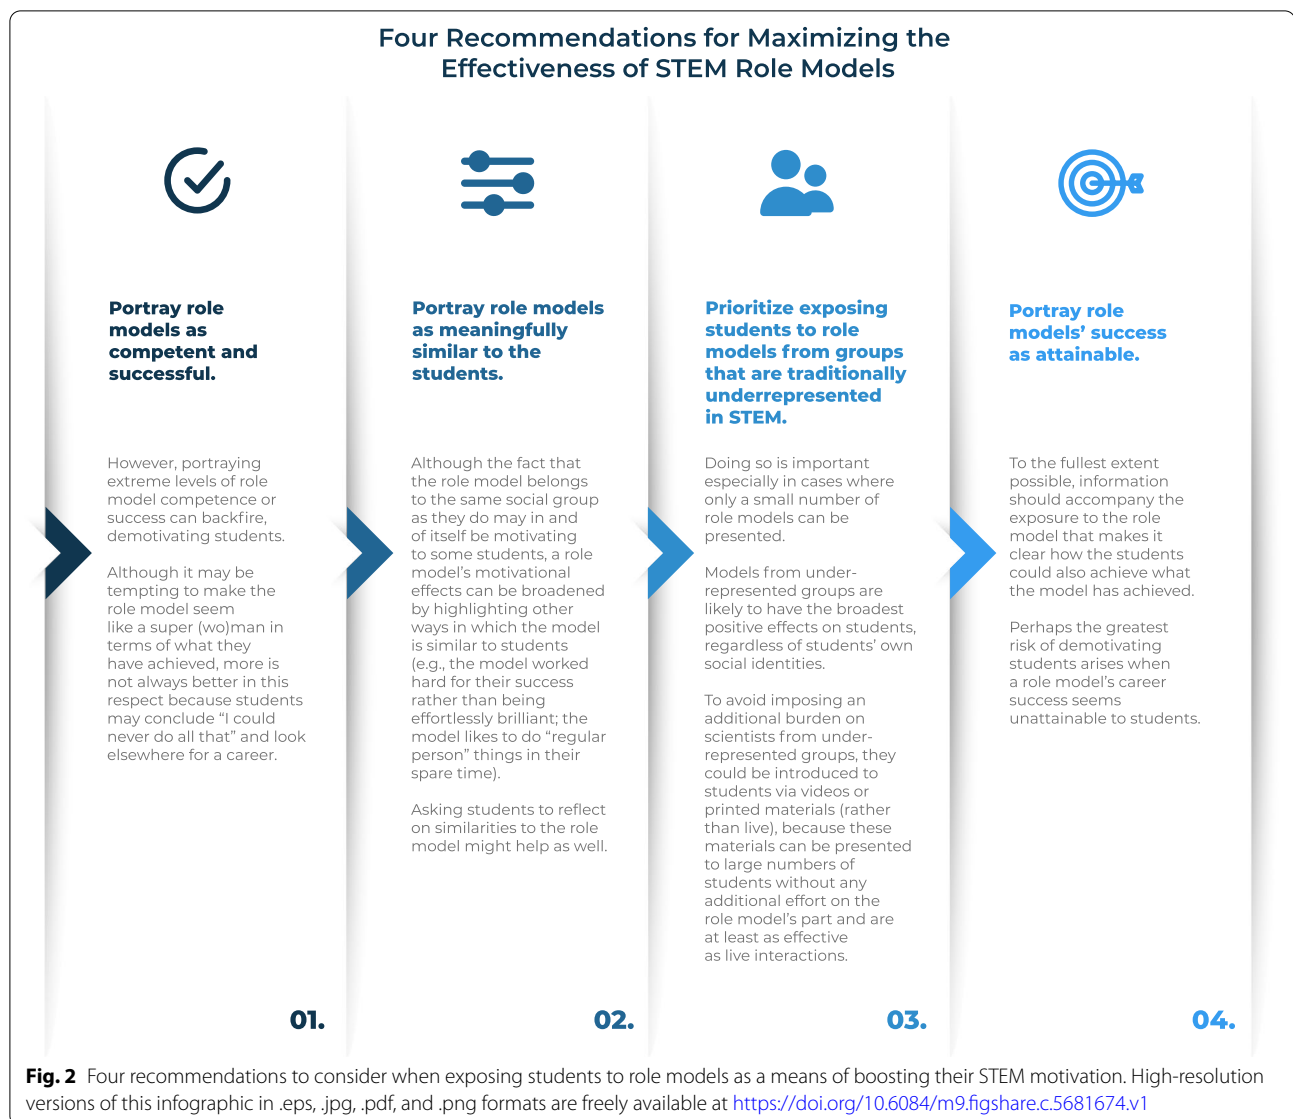 Four Recommendations for Maximizing the
Effectiveness of STEM Role Models
Portray role
models as
competent and
successful.
However, portraying
extreme levels of role
model competence or
success can backfire,
demotivating students.
Although it may be
tempting to make the
role model seem
like a super (wo)man in
terms of what they
have achieved, more is
not always better in this
respect because students
may conclude “I could
never do all that” and look
elsewhere for a career.
01.
Portray role models
as meaningfully
similar to the
students.
Although the fact that
the role model belongs
to the same social group
as they do may in and
of itself be motivating
to some students, a role
model’s motivational
effects can be broadened
by highlighting other
ways in which the model
is similar to students
(e.g., the model worked
hard for their success
rather than being
effortlessly brilliant; the
model likes to do “regular
person” things in their
spare time).
Asking students to reflect
on similarities to the role
model might help as well.
02.
Prioritize exposing
students to role
models from groups
that are traditionally
underrepresented
in STEM.
Doing so is important
especially in cases where
only a small number of
role models can be
presented.
Models from under-
represented groups are
likely to have the broadest
positive effects on students,
regardless of students’ own
social identities.
To avoid imposing an
additional burden on
scientists from under-
represented groups, they
could be introduced to
students via videos or
printed materials (rather
than live), because these
materials can be presented
to large numbers of
students without any
additional effort on the
role model’s part and are
at least as effective
as live interactions.
03.
Portray role
models’ success
as attainable.
To the fullest extent
possible, information
should accompany the
exposure to the role
model that makes it
clear how the students
could also achieve what
the model has achieved.
Perhaps the greatest
risk of demotivating
students arises when
a role model’s career
success seems
unattainable to students.
04.
Fig. 2 Four recommendations to consider when exposing students to role models as a means of boosting their STEM motivation. High-resolution
versions of this infographic in .eps, .jpg, .pdf, and .png formats are freely available at https://doi.org/10.6084/m9.figshare.c.5681674.v1